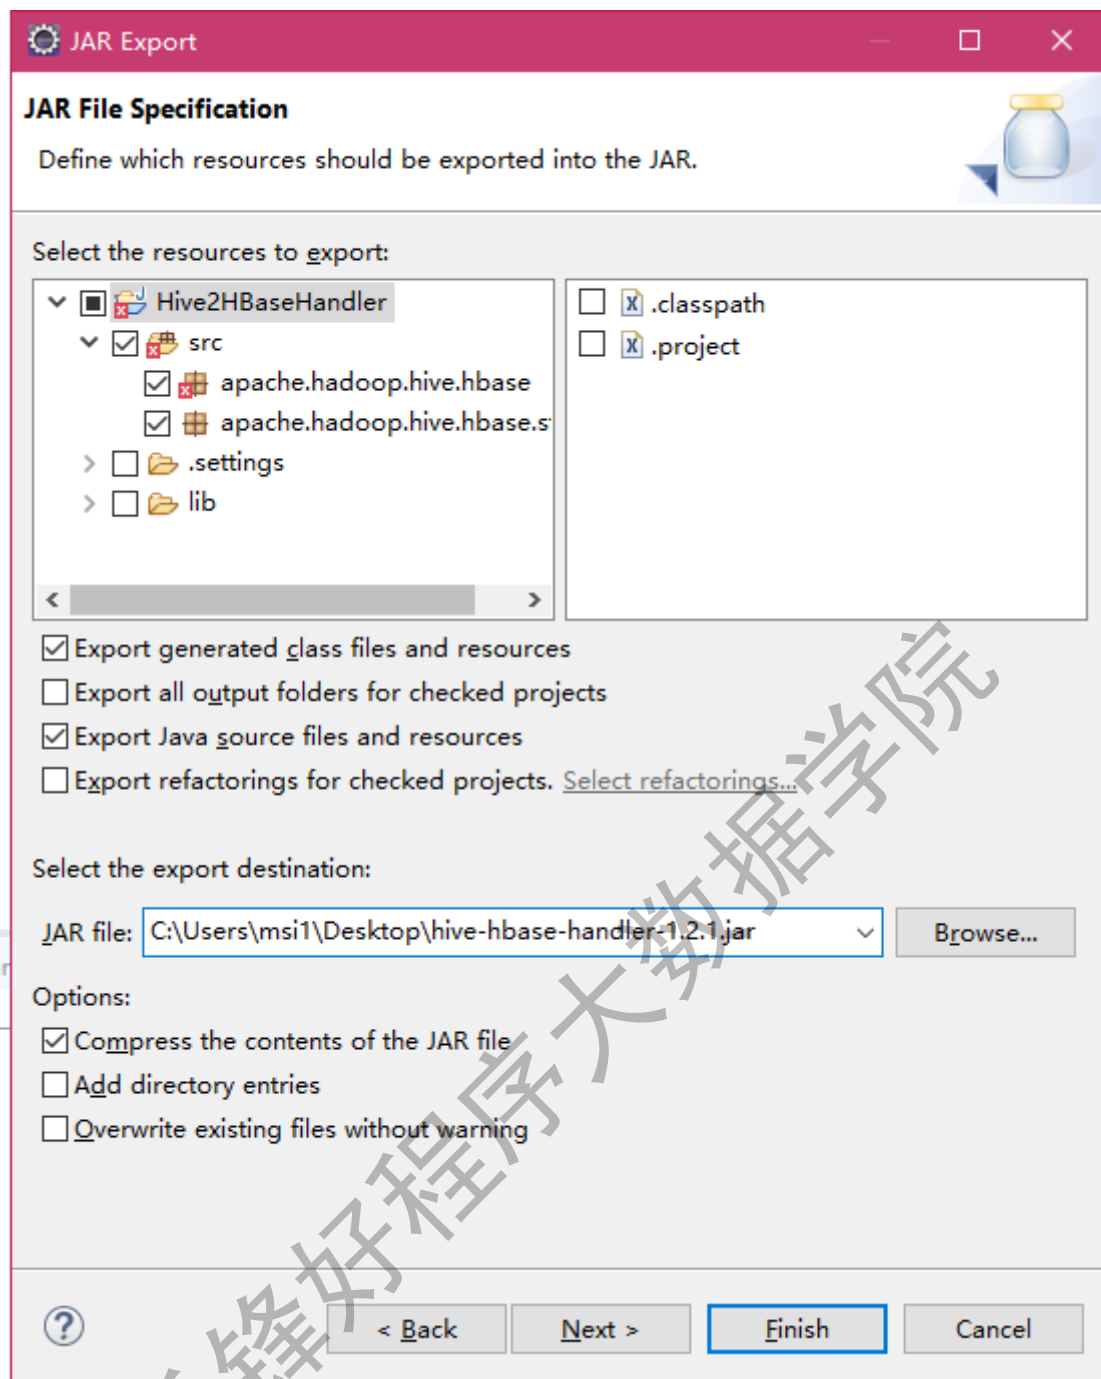 JAR Export
JAR File Specification
Define which resources should be exported into the JAR.
Select the resources to export:
Hive2HBaseHandler
src
apache.hadoop.hive.hbase
apache.hadoop.hive.hbase.s
.settings
lib
.classpath
.project
Export generated class files and resources
Export all output folders for checked projects
Export Java source files and resources
Export refactorings for checked projects. Select refactorings...
Select the export destination:
JAR file: C:\Users\msi1\Desktop\hive-hbase-handler-1.2.1.jar Browse...
Options:
Compress the contents of the JAR file
Add directory entries
Overwrite existing files without warning
< Back Next > Finish Cancel
锋好程序大数据学院